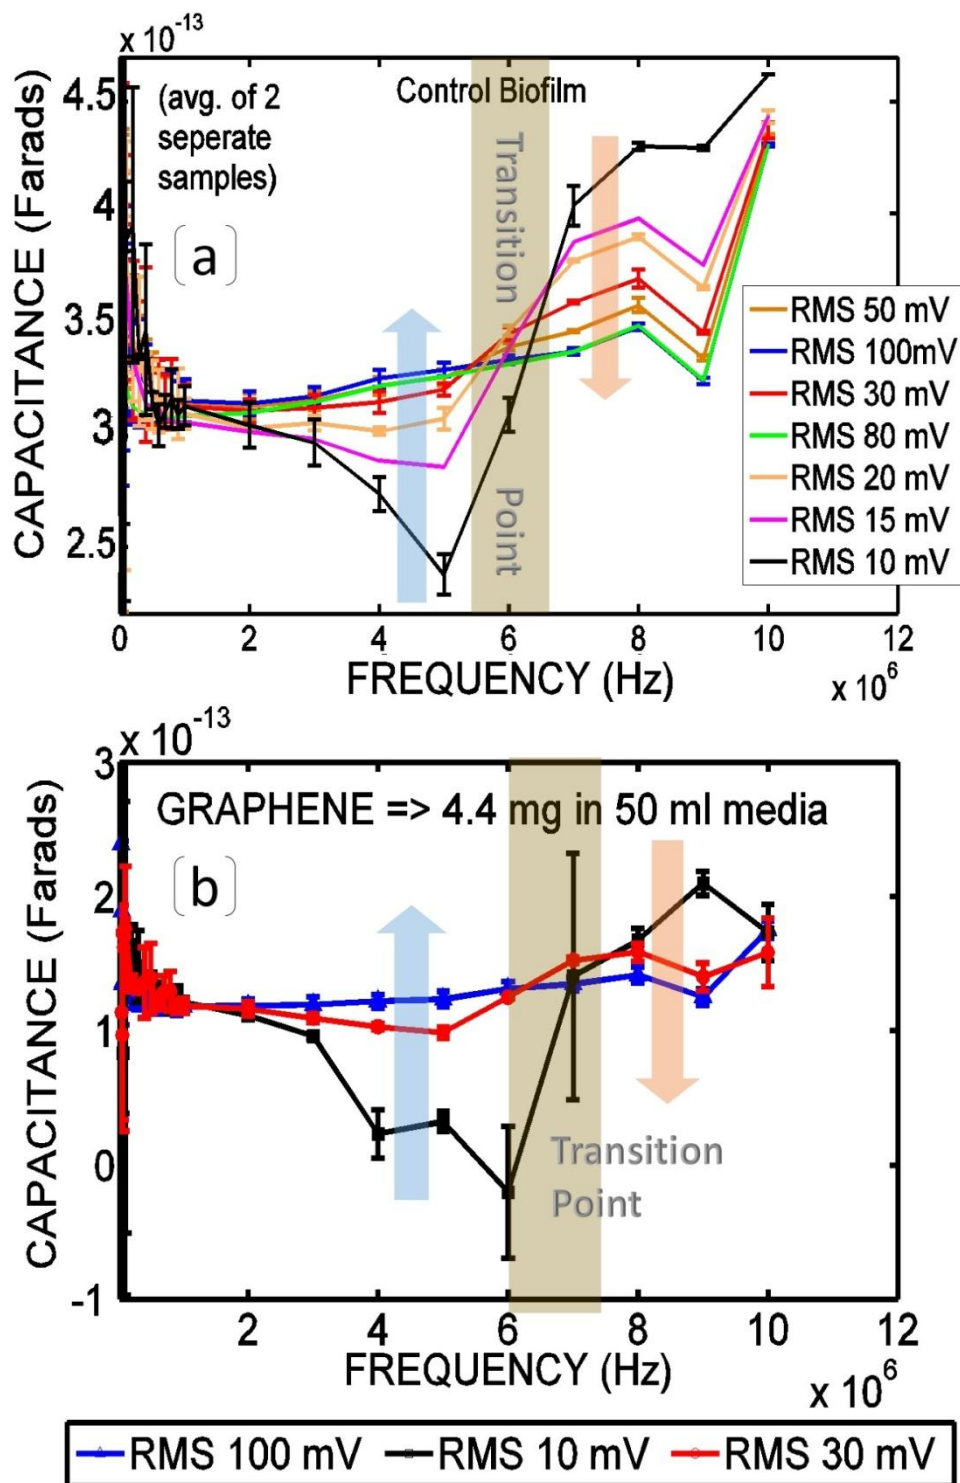 x 10^-13
CAPACITANCE (Farads)
4.5
4
3.5
3
2.5
(avg. of 2
seperate
samples)
Control Biofilm
[a]
Transition
Point
RMS 50 mV
RMS 100mV
RMS 30 mV
RMS 80 mV
RMS 20 mV
RMS 15 mV
RMS 10 mV
0 2 4 6 8 10 12
FREQUENCY (Hz)
x 10^6
x 10^-13
CAPACITANCE (Farads)
3
2
1
0
-1
GRAPHENE => 4.4 mg in 50 ml media
[b]
Transition
Point
2 4 6 8 10 12
FREQUENCY (Hz)
x 10^6
RMS 100 mV RMS 10 mV RMS 30 mV